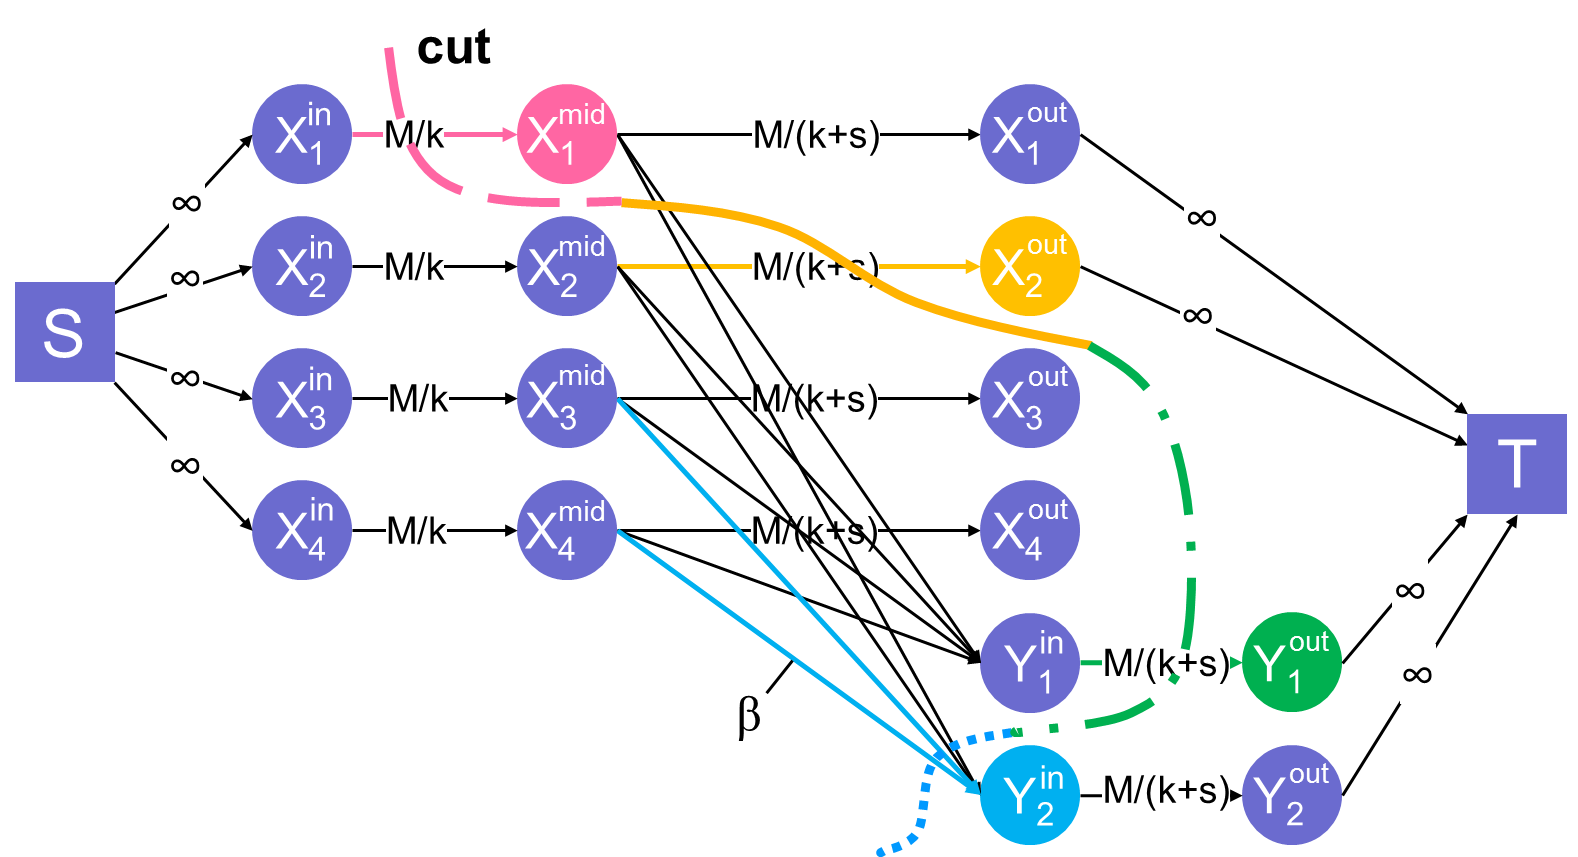 cut
X₁ⁱⁿ M/k X₁ᵐⁱᵈ M/(k+s) X₁ᵒᵘᵗ
∞ ∞
X₂ⁱⁿ M/k X₂ᵐⁱᵈ M/(k+s) X₂ᵒᵘᵗ
∞ ∞
S
∞
X₃ⁱⁿ M/k X₃ᵐⁱᵈ M/(k+s) X₃ᵒᵘᵗ
∞ T
X₄ⁱⁿ M/k X₄ᵐⁱᵈ M/(k+s) X₄ᵒᵘᵗ
∞
Y₁ⁱⁿ M/(k+s) Y₁ᵒᵘᵗ
∞
β
Y₂ⁱⁿ M/(k+s) Y₂ᵒᵘᵗ